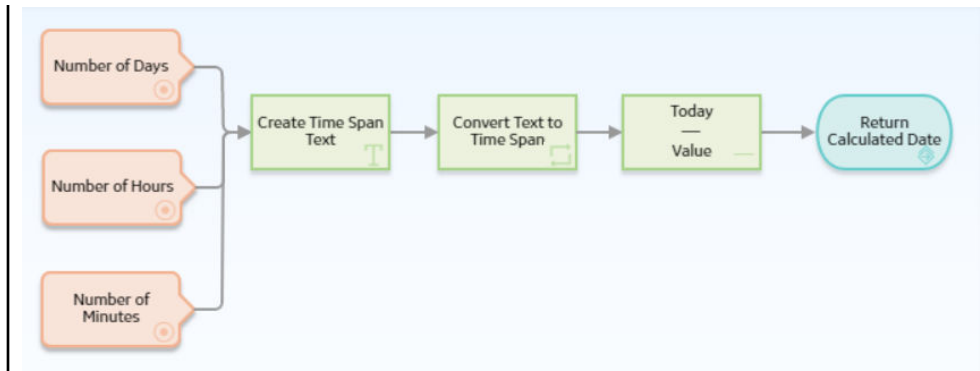 Number of Days
Number of Hours
Number of
Minutes
Create Time Span
Text
T
Convert Text to
Time Span
Today
—
Value
Return
Calculated Date